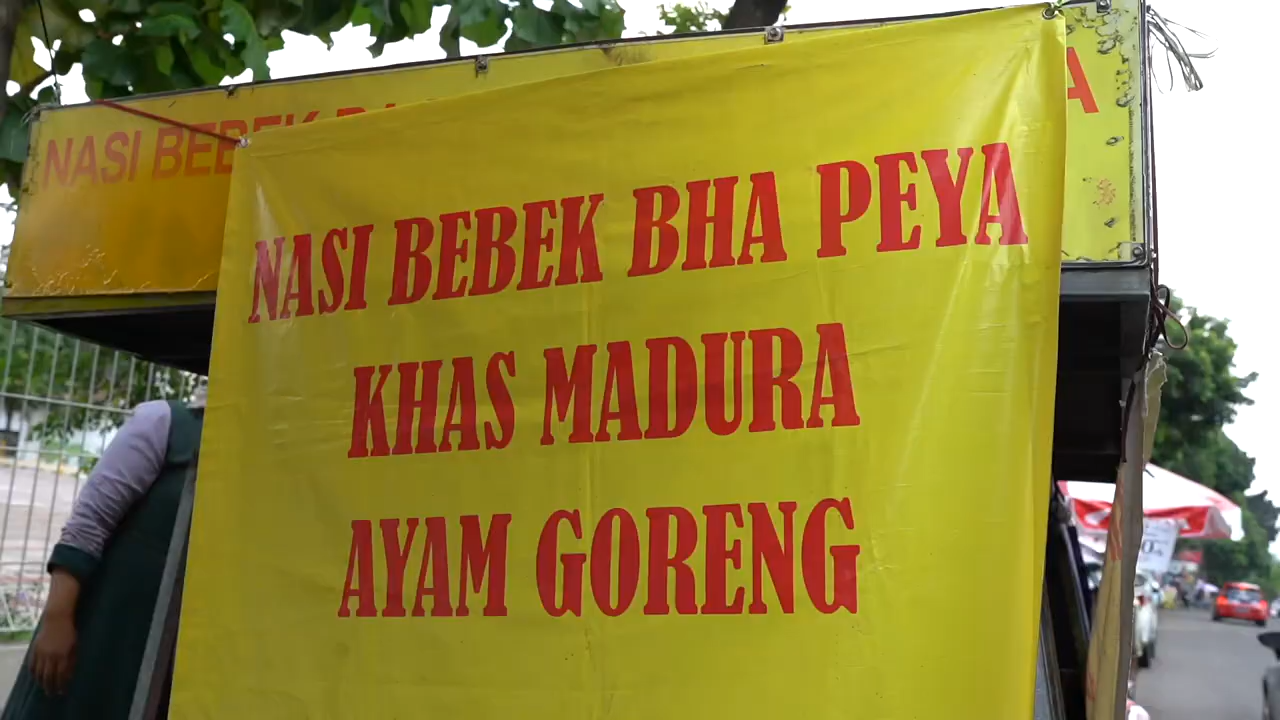 NASI BEBEK
NASI BEBEK BHA PEYA
KHAS MADURA
AYAM GORENG